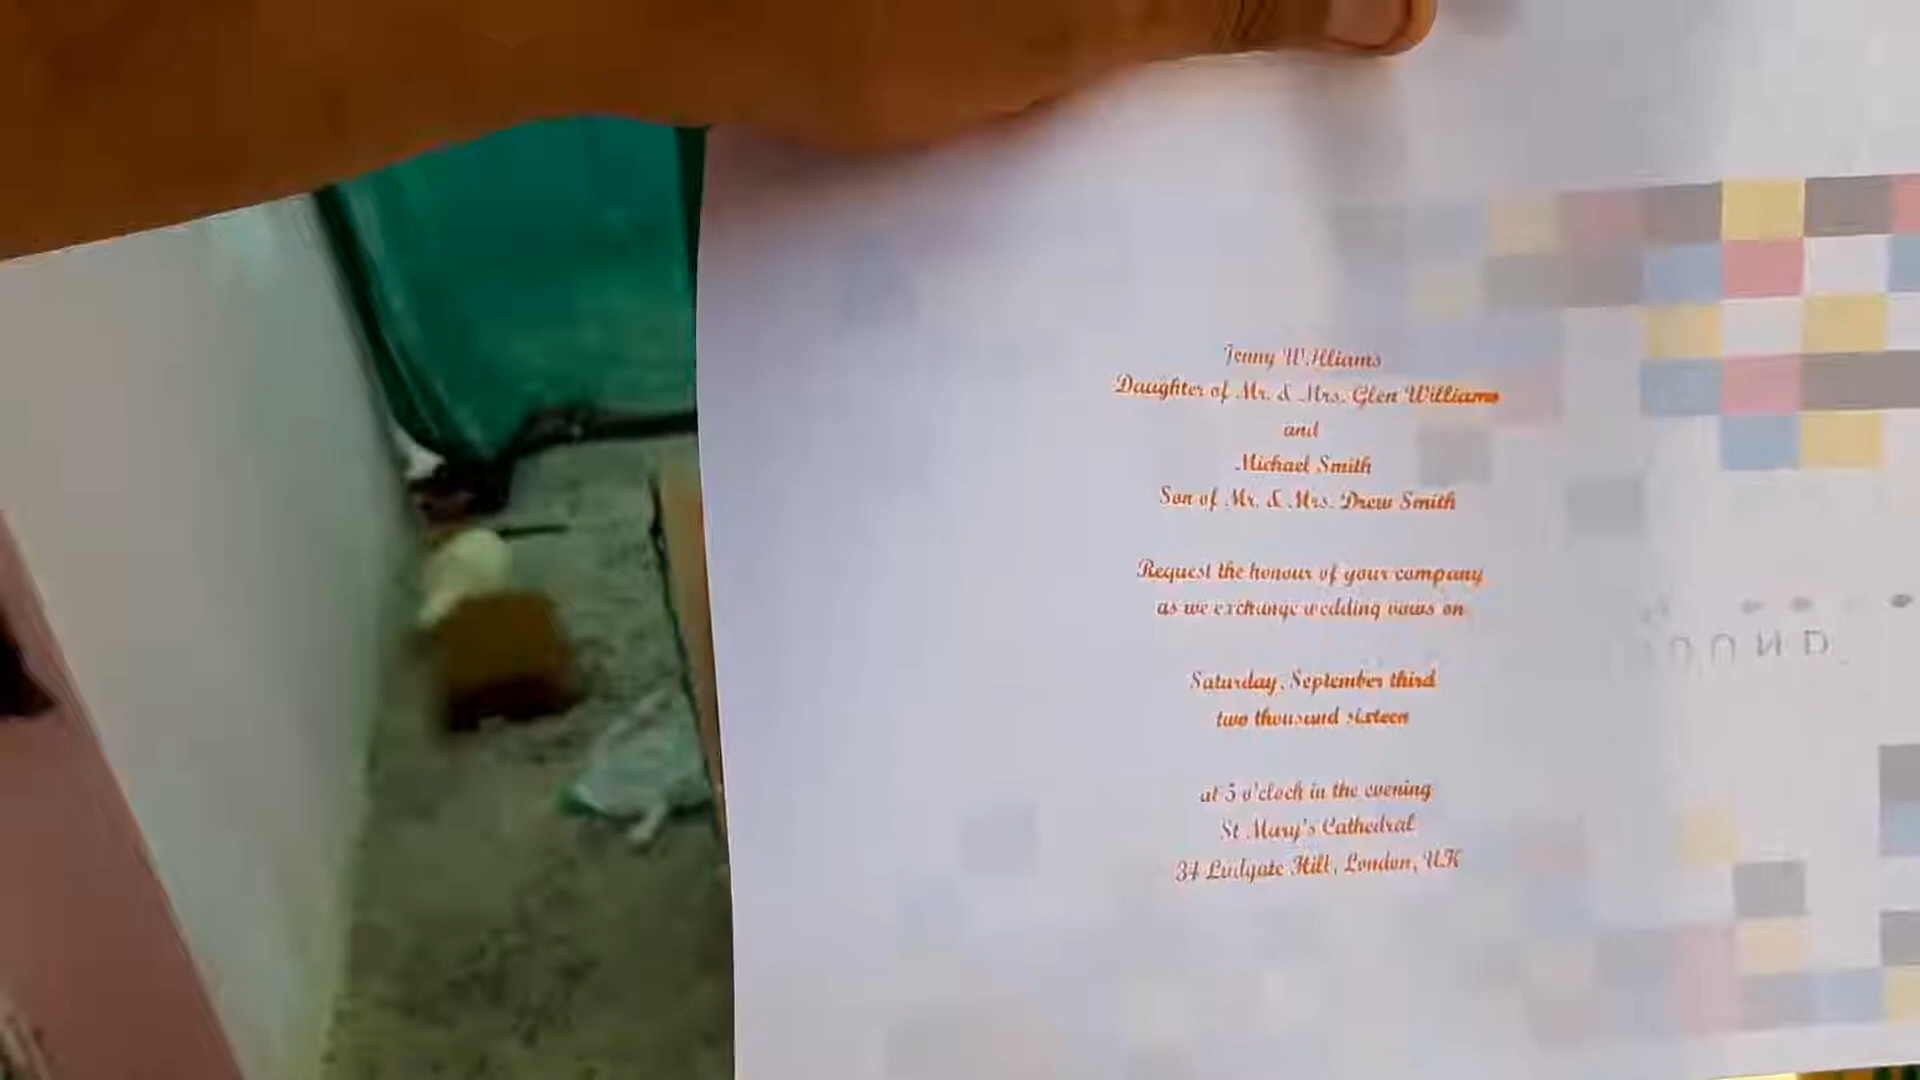 Jenny Williams
Daughter of Mr. & Mrs. Glen Williams
and
Michael Smith
Son of Mr. & Mrs. Drew Smith
Request the honour of your company
as we exchange wedding vows on
Saturday, September third
two thousand sixteen
at 5 o'clock in the evening
St Mary's Cathedral
34 Ludgate Hill, London, UK